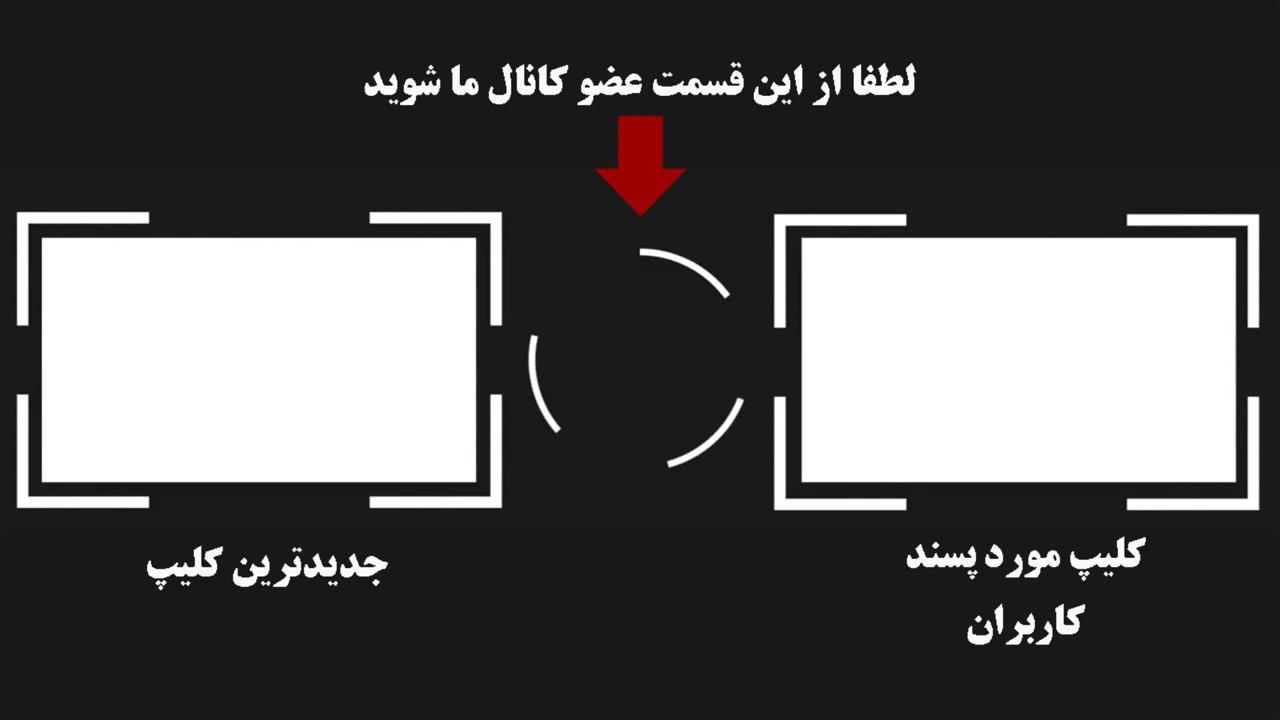 لطفا از این قسمت عضو کانال ما شوید
کلیپ مورد پسند
کاربران
جدیدترین کلیپ